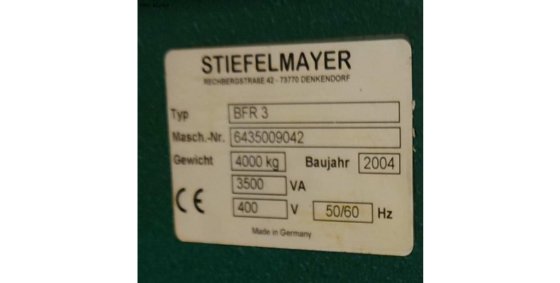 STIEFELMAYER
RECHBERGSTRAßE 42 - 73770 DENKENDORF
Typ BFR 3
Masch.-Nr. 6435009042
Gewicht 4000 kg Baujahr 2004
3500 VA
CE 400 V 50/60 Hz
Made in Germany